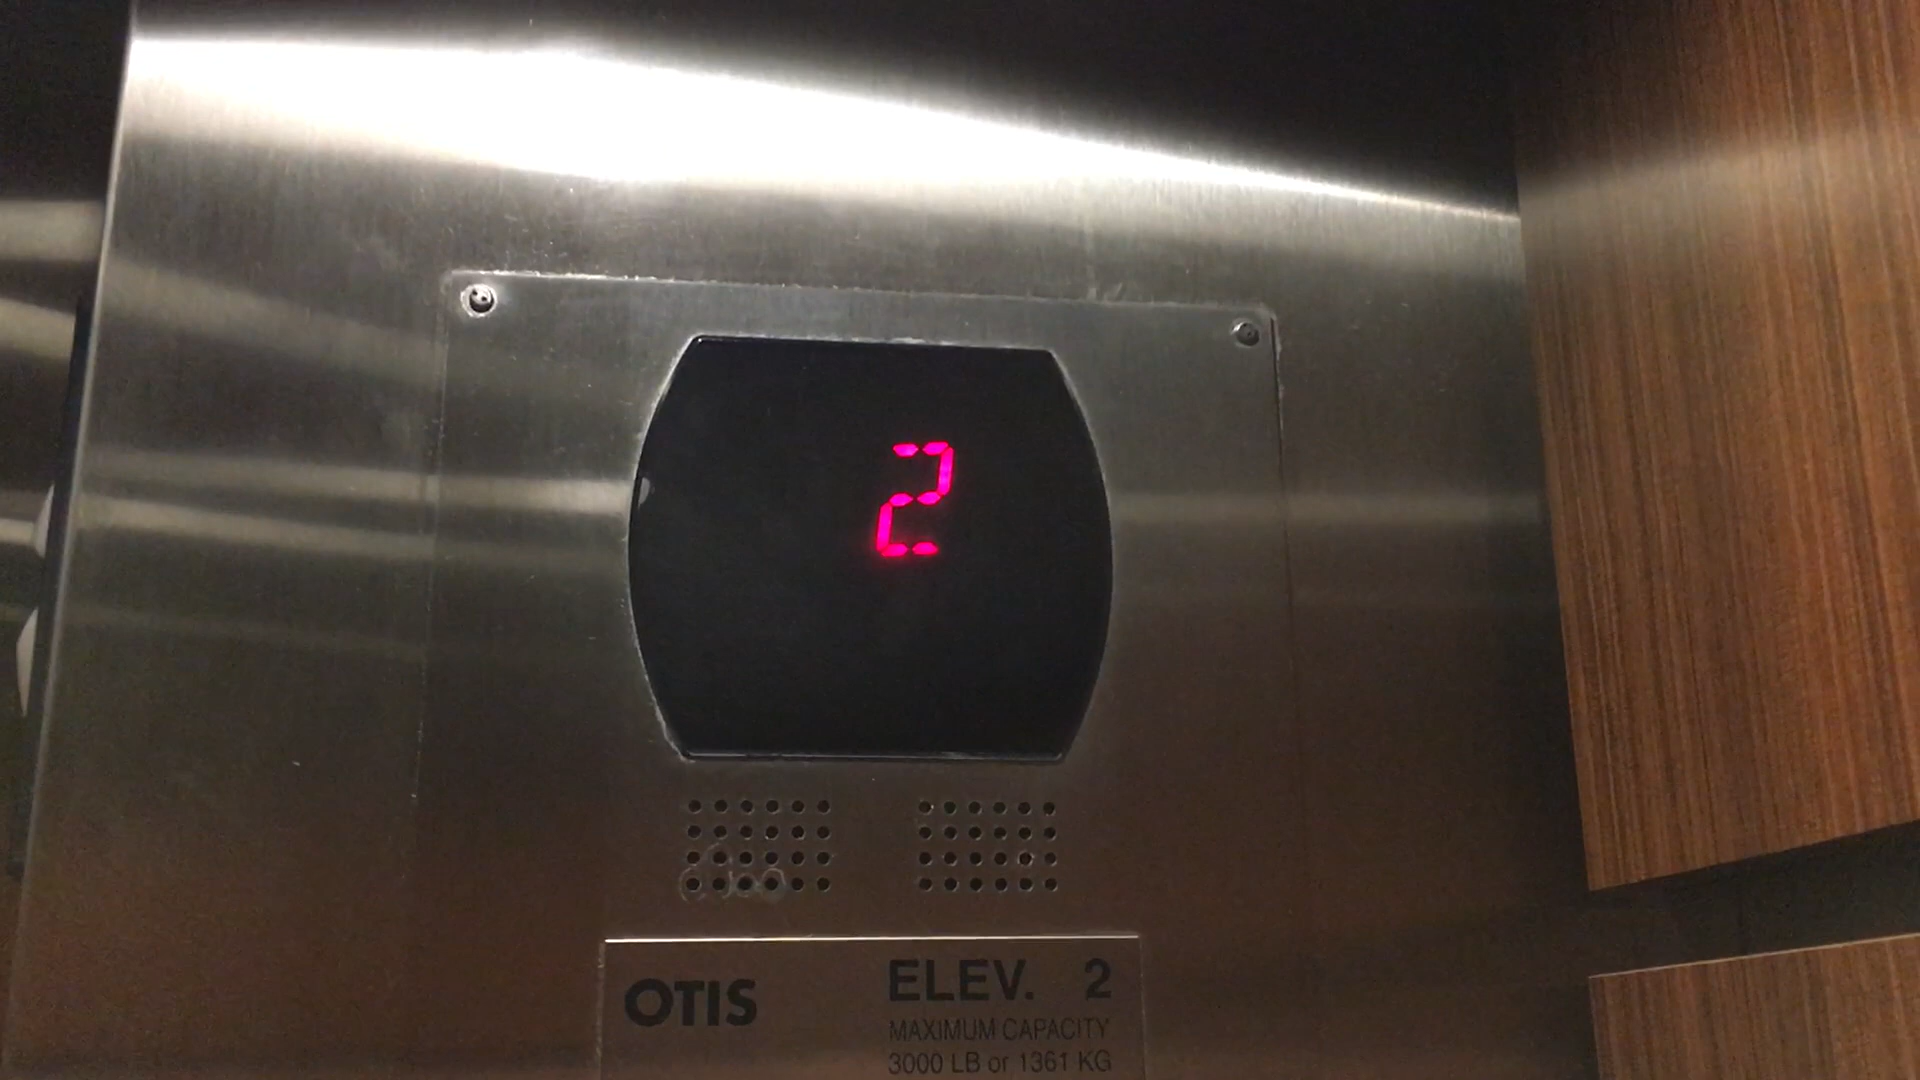 2
OTIS
ELEV. 2
MAXIMUM CAPACITY
3000 LB or 1361 KG